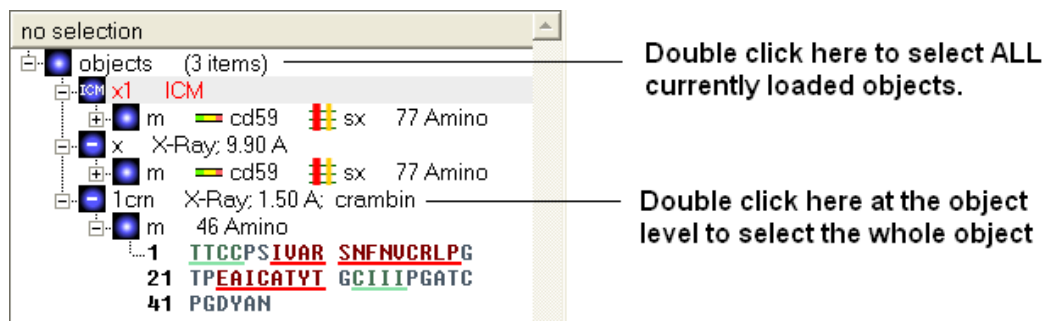 no selection
objects (3 items)
ICM x1 ICM
m cd59 sx 77 Amino
x X-Ray; 9.90 A
m cd59 sx 77 Amino
1crn X-Ray; 1.50 A; crambin
m 46 Amino
1 TTCCPSIVAR SNFNVCRLPG
21 TPEAICATYT GCIIIPGATC
41 PGDYAN
Double click here to select ALL
currently loaded objects.
Double click here at the object
level to select the whole object